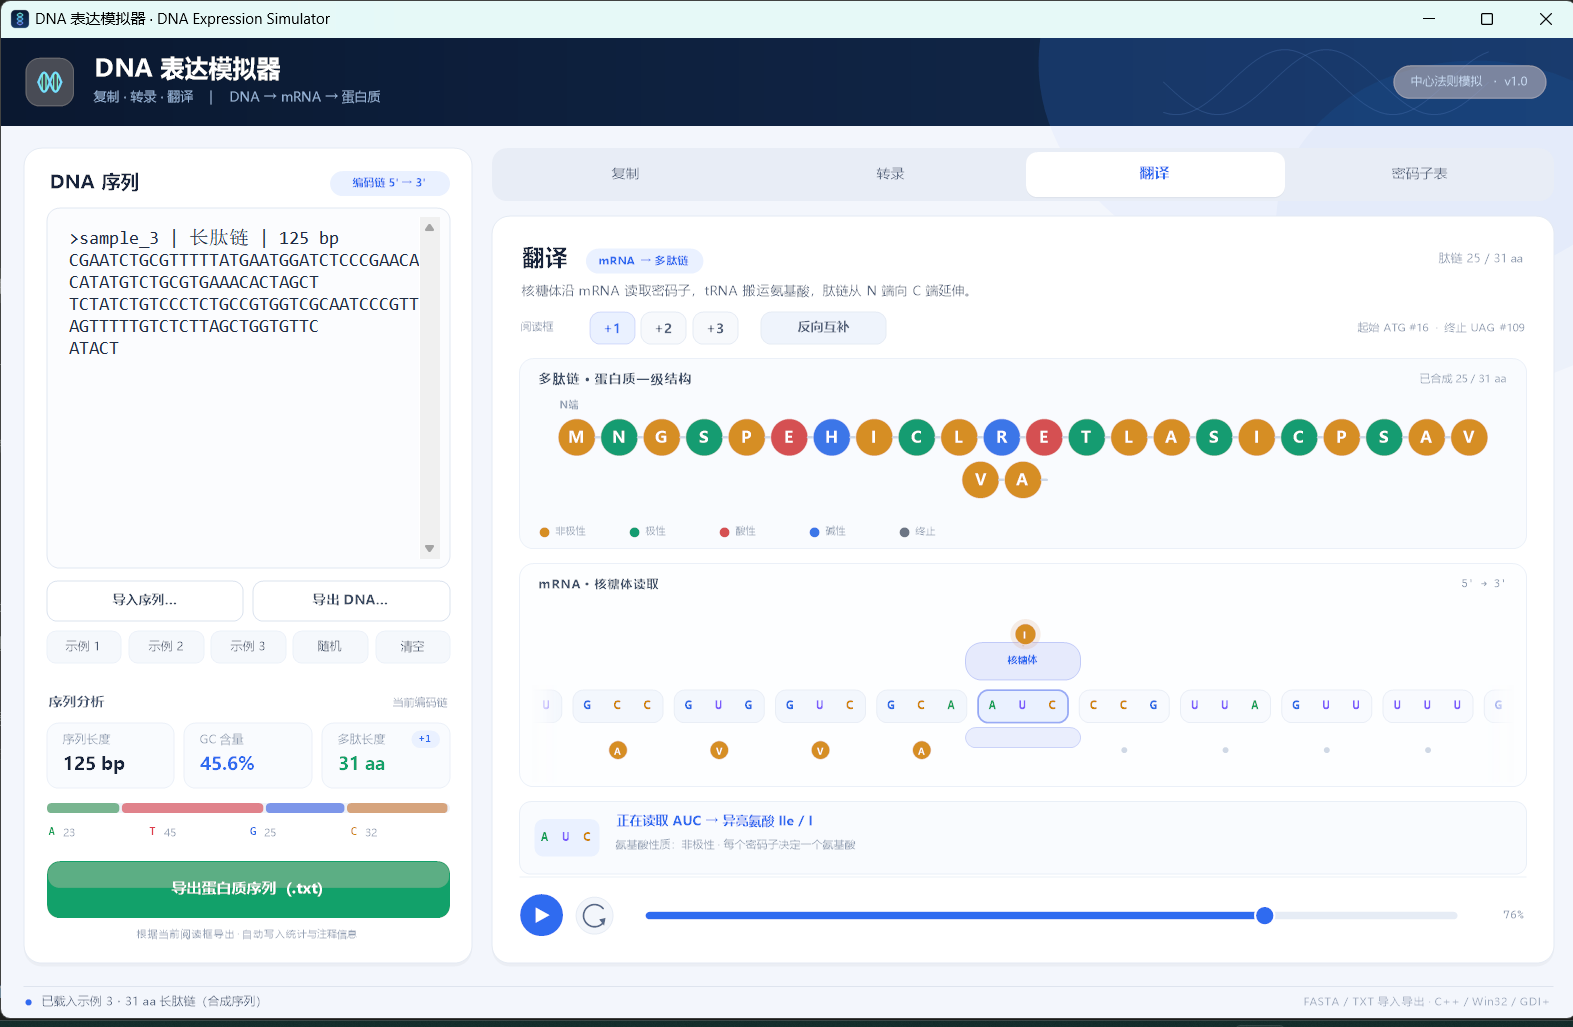 DNA 表达模拟器 · DNA Expression Simulator
DNA 表达模拟器
复制 · 转录 · 翻译 | DNA → mRNA → 蛋白质
中心法则模拟 · v1.0
DNA 序列
编码链 5' → 3'
>sample_3 | 长肽链 | 125 bp
CGAATCTGCGTTTTTATGAATGGATCTCCCGAACA
CATATGTCTGCGTGAAACACTAGCT
TCTATCTGTCCCTCTGCCGTGGTCGCAATCCCGTT
AGTTTTTGTCTCTTAGCTGGTGTTC
ATACT
导入序列...
导出 DNA...
示例 1
示例 2
示例 3
随机
清空
序列分析
当前编码链
序列长度
125 bp
GC 含量
45.6%
多肽长度
+1
31 aa
A 23
T 45
G 25
C 32
导出蛋白质序列（.txt）
根据当前阅读框导出 · 自动写入统计与注释信息
复制
转录
翻译
密码子表
翻译
mRNA → 多肽链
肽链 25 / 31 aa
核糖体沿 mRNA 读取密码子，tRNA 搬运氨基酸，肽链从 N 端向 C 端延伸。
阅读框
+1
+2
+3
反向互补
起始 ATG #16 · 终止 UAG #109
多肽链 · 蛋白质一级结构
已合成 25 / 31 aa
N端
M N G S P E H I C L R E T L A S I C P S A V
V A
非极性
极性
酸性
碱性
终止
mRNA · 核糖体读取
5' → 3'
I
核糖体
U G C C G U G G U C G C A A U C C C G U U A G U U U U U G
A V V A
A U C
正在读取 AUC → 异亮氨酸 Ile / I
氨基酸性质：非极性 · 每个密码子决定一个氨基酸
76%
已载入示例 3 · 31 aa 长肽链（合成序列）
FASTA / TXT 导入导出 · C++ / Win32 / GDI+